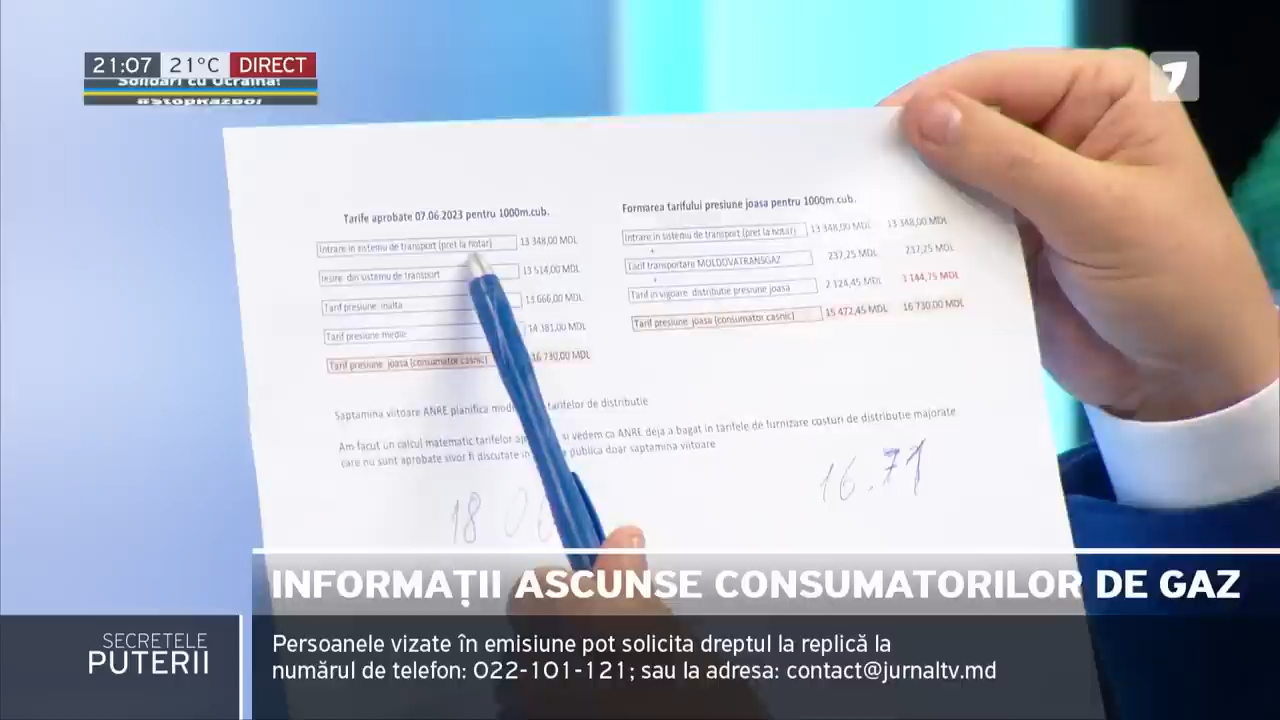 21:07 21°C DIRECT
Solidari cu Ucraina!
#StopRăzboi
Tarife aprobate 07.06.2023 pentru 1000m.cub.
Intrare in sistemu de transport (pret la hotar) 13 348,00 MDL
Iesire din sistemu de transport 13 514,00 MDL
Tarif presiune inalta 13 666,00 MDL
Tarif presiune medie 14 381,00 MDL
Tarif presiune joasa (consumator casnic) 16 730,00 MDL
Formarea tarifului presiune joasa pentru 1000m.cub.
Intrare in sistemu de transport (pret la hotar) 13 348,00 MDL 13 348,00 MDL
+
Tarif transportare MOLDOVATRANSGAZ 237,25 MDL 237,25 MDL
+
Tarif in vigoare distributie presiune joasa 2 124,45 MDL 3 144,75 MDL
Tarif presiune joasa (consumator casnic) 15 472,45 MDL 16 730,00 MDL
Saptamina viitoare ANRE planifica tarifelor de distributie
Am facut un calcul matematic tarifelor si vedem ca ANRE deja a bagat in tarifele de furnizare costuri de distributie majorate
care nu sunt aprobate si vor fi discutate in publica doar saptamina viitoare
18 06
16.71
INFORMAȚII ASCUNSE CONSUMATORILOR DE GAZ
SECRETELE
PUTERII
Persoanele vizate în emisiune pot solicita dreptul la replică la
numărul de telefon: 022-101-121; sau la adresa: contact@jurnaltv.md